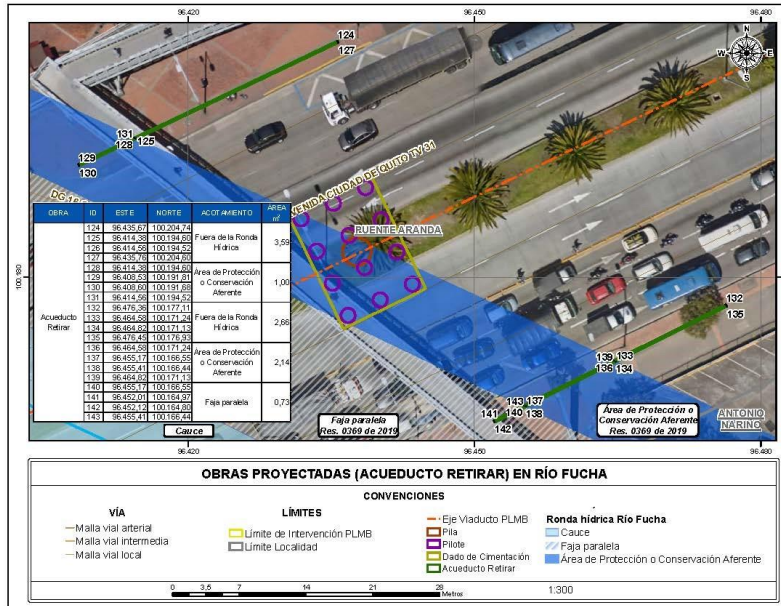 96.420 96.450 96.480
124
127
N
W E
S
131
128 125
129
130
AVENIDA CIUDAD DE QUITO TV 31
PUENTE ARANDA
100.180
100.180
OBRA ID ESTE NORTE ACOTAMIENTO ÁREA m²
Acueducto Retirar
124 96.435,67 100.204,74 Fuera de la Ronda Hídrica 3,59
125 96.414,38 100.194,60
126 96.414,56 100.194,52
127 96.435,76 100.204,60
128 96.414,38 100.194,60 Área de Protección o Conservación Aferente 1,00
129 96.408,53 100.191,81
130 96.408,60 100.191,68
131 96.414,56 100.194,52
132 96.476,36 100.177,11 Fuera de la Ronda Hídrica 2,66
133 96.464,58 100.171,24
134 96.464,82 100.171,13
135 96.476,45 100.176,93
136 96.464,58 100.171,24 Área de Protección o Conservación Aferente 2,14
137 96.455,17 100.166,55
138 96.455,41 100.166,44
139 96.464,82 100.171,13
140 96.455,17 100.166,55 Faja paralela 0,73
141 96.452,01 100.164,97
142 96.452,12 100.164,80
143 96.455,41 100.166,44
132
135
139 133
136 134
143 137
141 140 138
142
Cauce
Faja paralela
Res. 0369 de 2019
Área de Protección o
Conservación Aferente
Res. 0369 de 2019
ANTONIO
NARIÑO
96.420 96.450 96.480
OBRAS PROYECTADAS (ACUEDUCTO RETIRAR) EN RÍO FUCHA
CONVENCIONES
VÍA
Malla vial arterial
Malla vial intermedia
Malla vial local
LÍMITES
Límite de Intervención PLMB
Límite Localidad
Eje Viaducto PLMB
Pila
Pilote
Dado de Cimentación
Acueducto Retirar
Ronda hídrica Río Fucha
Cauce
Faja paralela
Área de Protección o Conservación Aferente
0 3,5 7 14 21 28
Metros
1:300